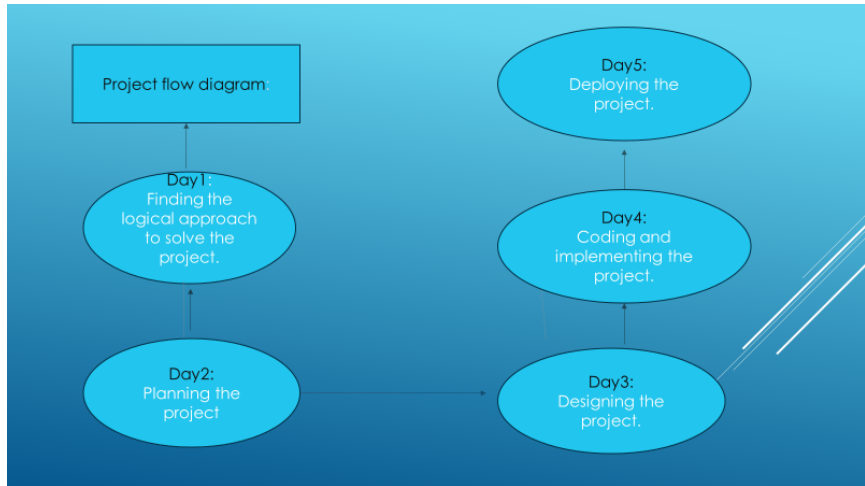 Project flow diagram:
Day1:
Finding the
logical approach
to solve the
project.
Day2:
Planning the
project
Day3:
Designing the
project.
Day4:
Coding and
implementing the
project.
Day5:
Deploying the
project.